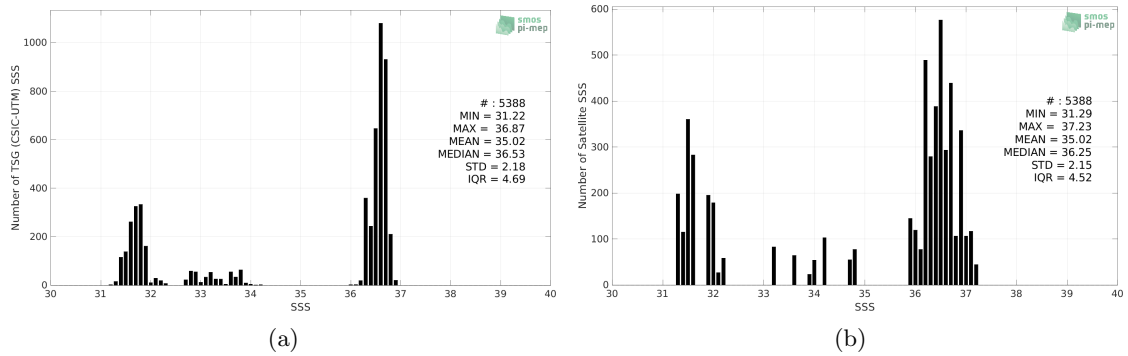 smos
pi-mep
Number of TSG (CSIC-UTM) SSS
1000
800
600
400
200
0
# : 5388
MIN = 31.22
MAX = 36.87
MEAN = 35.02
MEDIAN = 36.53
STD = 2.18
IQR = 4.69
30 31 32 33 34 35 36 37 38 39 40
SSS
(a)
smos
pi-mep
Number of Satellite SSS
600
500
400
300
200
100
0
# : 5388
MIN = 31.29
MAX = 37.23
MEAN = 35.02
MEDIAN = 36.25
STD = 2.15
IQR = 4.52
30 31 32 33 34 35 36 37 38 39 40
SSS
(b)